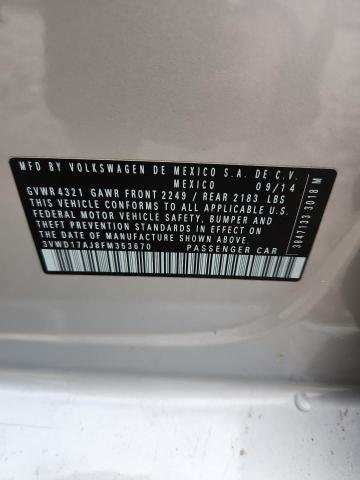 MFD BY VOLKSWAGEN DE MEXICO S.A. DE C.V.
MEXICO 09/14
GVWR 4321 GAWR FRONT 2249 / REAR 2183 LBS
THIS VEHICLE CONFORMS TO ALL APPLICABLE U.S.
FEDERAL MOTOR VEHICLE SAFETY, BUMPER AND
THEFT PREVENTION STANDARDS IN EFFECT ON THE
DATE OF MANUFACTURE SHOWN ABOVE
3VWD17AJ8FM353670 PASSENGER CAR
3847133 0018 M